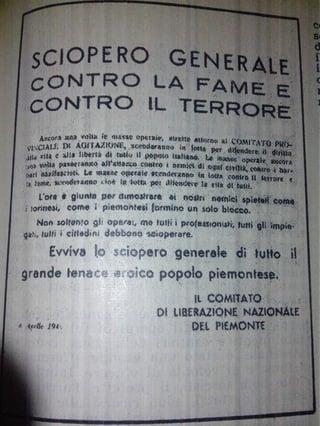 SCIOPERO GENERALE
CONTRO LA FAME E
CONTRO IL TERRORE
Ancora una volta le masse operaie, strette attorno al COMITATO PRO-
VINCIALE DI AGITAZIONE, scenderanno in lotta per difendere il diritto
alla vita e alla libertà di tutto il popolo italiano. Le masse operaie, ancora
una volta passeranno all'attacco contro i nemici di ogni civiltà, contro i bar-
bari nazifascisti. Le masse operaie scenderanno in lotta contro il terrore e
la fame, scenderanno cioè in lotta per difendere la vita di tutti.
L'ora è giunta per dimostrare ai nostri nemici spietati come
i torinesi, come i piemontesi formino un solo blocco.
Non soltanto gli operai, ma tutti i professionisti, tutti gli impie-
gati, tutti i cittadini debbono scioperare.
Evviva lo sciopero generale di tutto il
grande tenace eroico popolo piemontese.
IL COMITATO
DI LIBERAZIONE NAZIONALE
DEL PIEMONTE
Aprile